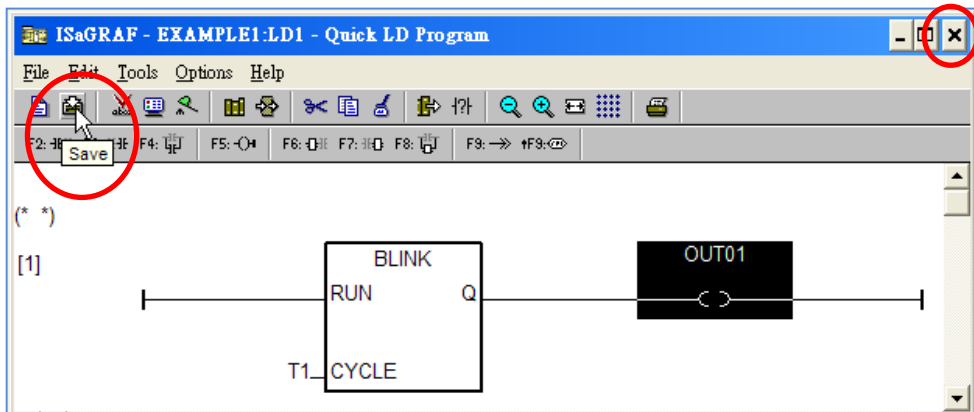 ISaGRAF - EXAMPLE1:LD1 - Quick LD Program
File Edit Tools Options Help
F2: F4: F5: F6: F7: F8: F9: ↑F9:
Save
(* *)
[1]
BLINK
OUT01
RUN Q
T1 CYCLE